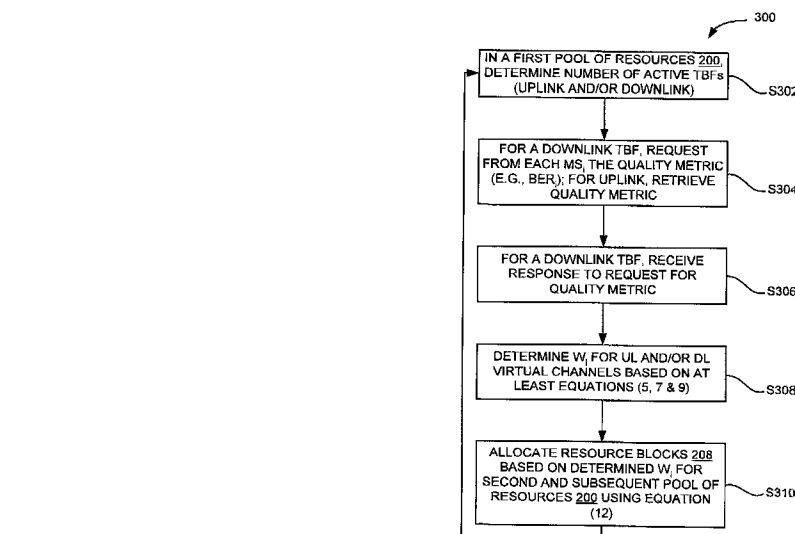 300
IN A FIRST POOL OF RESOURCES 200,
DETERMINE NUMBER OF ACTIVE TBFs
(UPLINK AND/OR DOWNLINK)
S302
FOR A DOWNLINK TBF, REQUEST
FROM EACH MSi THE QUALITY METRIC
(E.G., BERi); FOR UPLINK, RETRIEVE
QUALITY METRIC
S304
FOR A DOWNLINK TBF, RECEIVE
RESPONSE TO REQUEST FOR
QUALITY METRIC
S306
DETERMINE Wi FOR UL AND/OR DL
VIRTUAL CHANNELS BASED ON AT
LEAST EQUATIONS (5, 7 & 9)
S308
ALLOCATE RESOURCE BLOCKS 208
BASED ON DETERMINED Wi FOR
SECOND AND SUBSEQUENT POOL OF
RESOURCES 200 USING EQUATION
(12)
S310